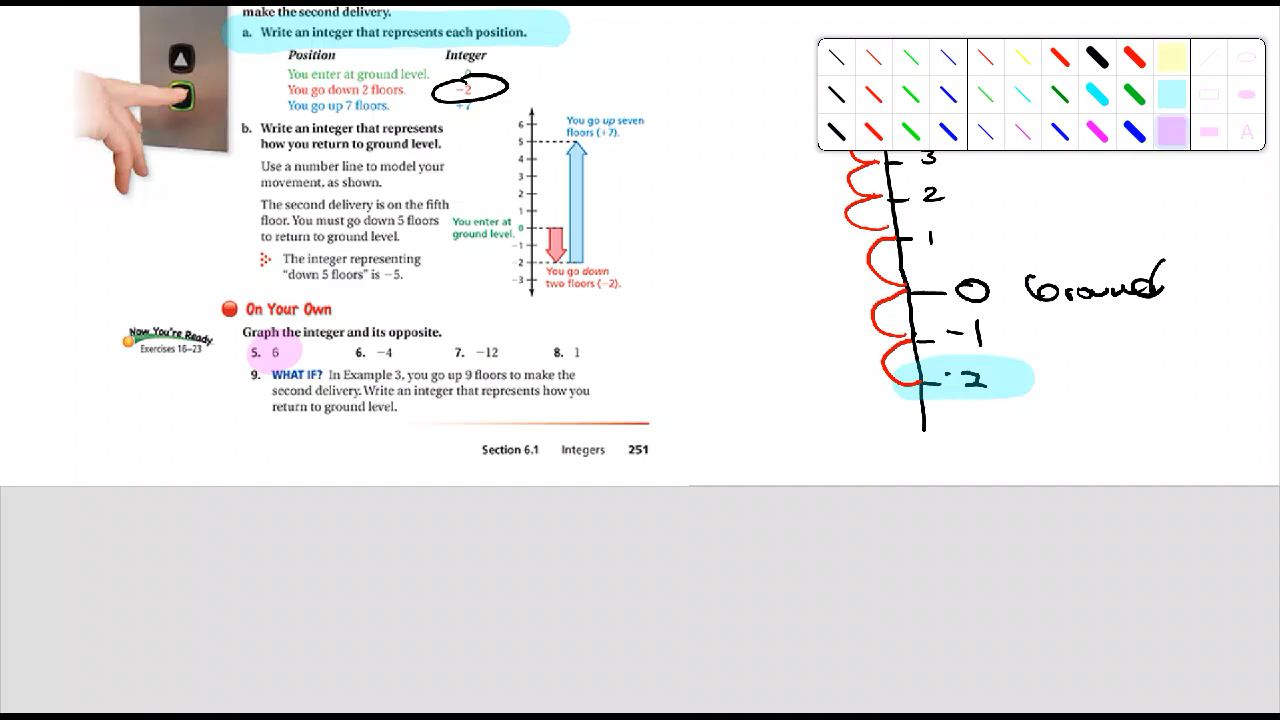 make the second delivery.
a. Write an integer that represents each position.
Position Integer
You enter at ground level. 0
You go down 2 floors. −2
You go up 7 floors. +7
b. Write an integer that represents
how you return to ground level.
Use a number line to model your
movement, as shown.
The second delivery is on the fifth
floor. You must go down 5 floors
to return to ground level.
The integer representing
“down 5 floors” is −5.
You go up seven
floors (+7).
6
5
4
3
2
1
0
−1
−2
−3
You enter at
ground level.
You go down
two floors (−2).
On Your Own
Now You're Ready
Exercises 16–23
Graph the integer and its opposite.
5. 6 6. −4 7. −12 8. 1
9. WHAT IF? In Example 3, you go up 9 floors to make the
second delivery. Write an integer that represents how you
return to ground level.
Section 6.1 Integers 251
A
3
2
1
0 Ground
-1
-2